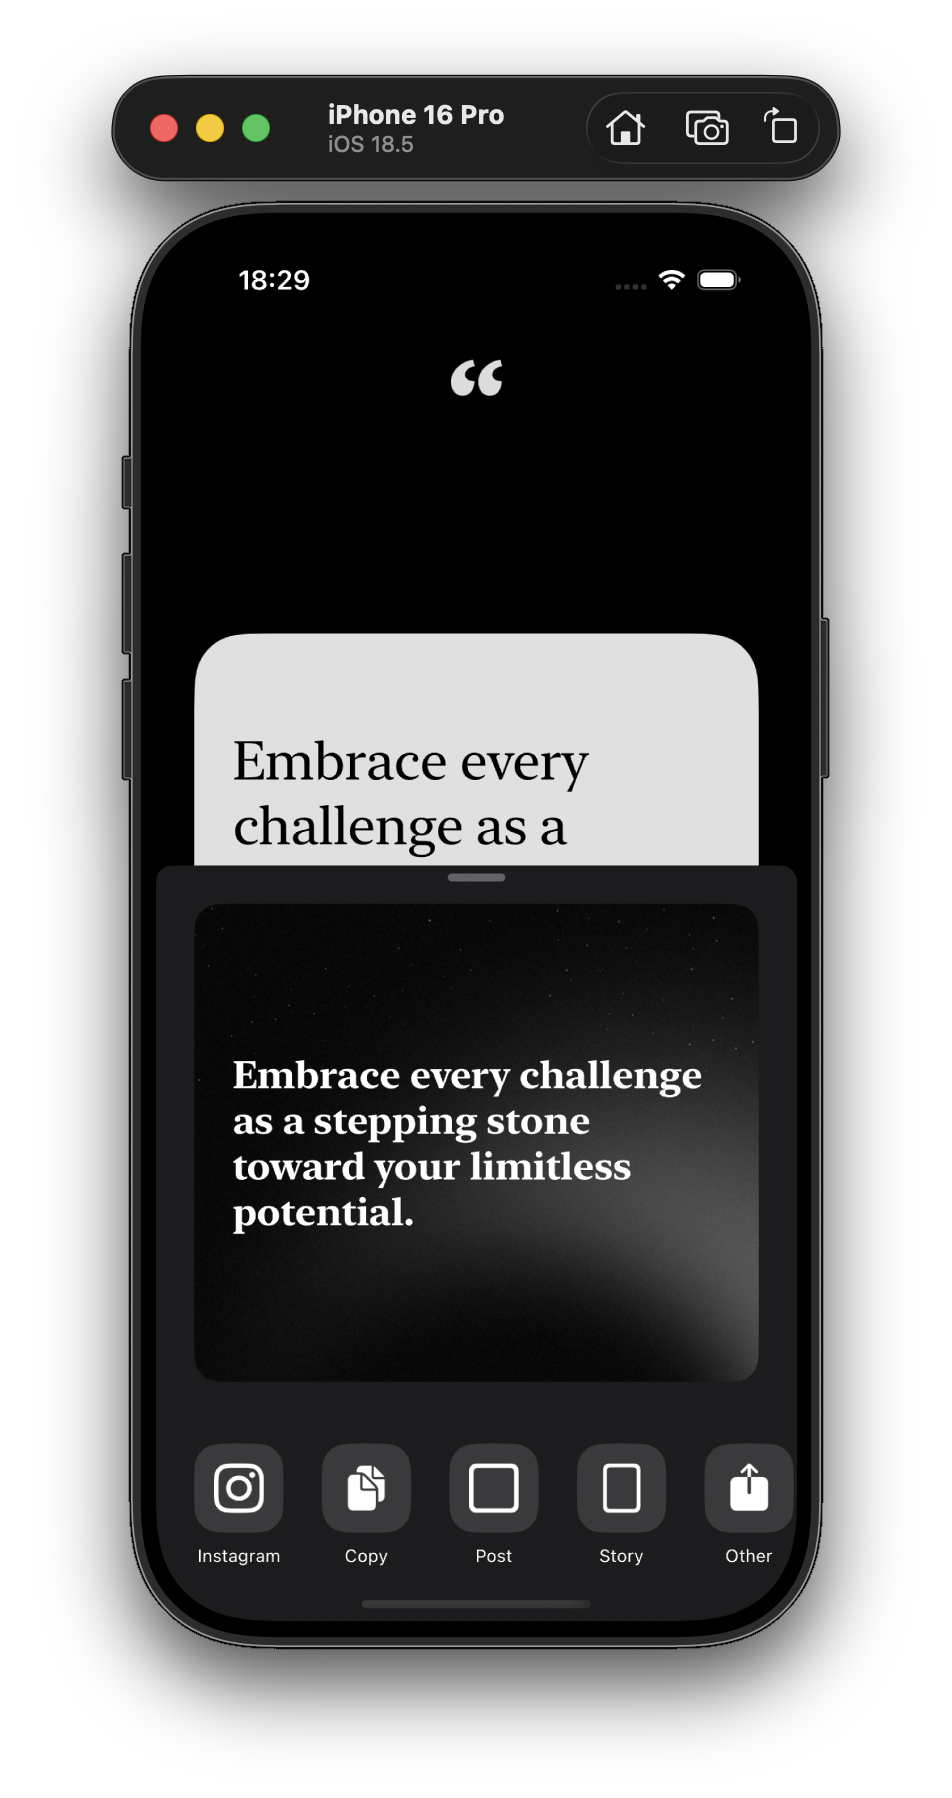 iPhone 16 Pro
iOS 18.5
18:29
“
Embrace every
challenge as a
Embrace every challenge
as a stepping stone
toward your limitless
potential.
Instagram
Copy
Post
Story
Other